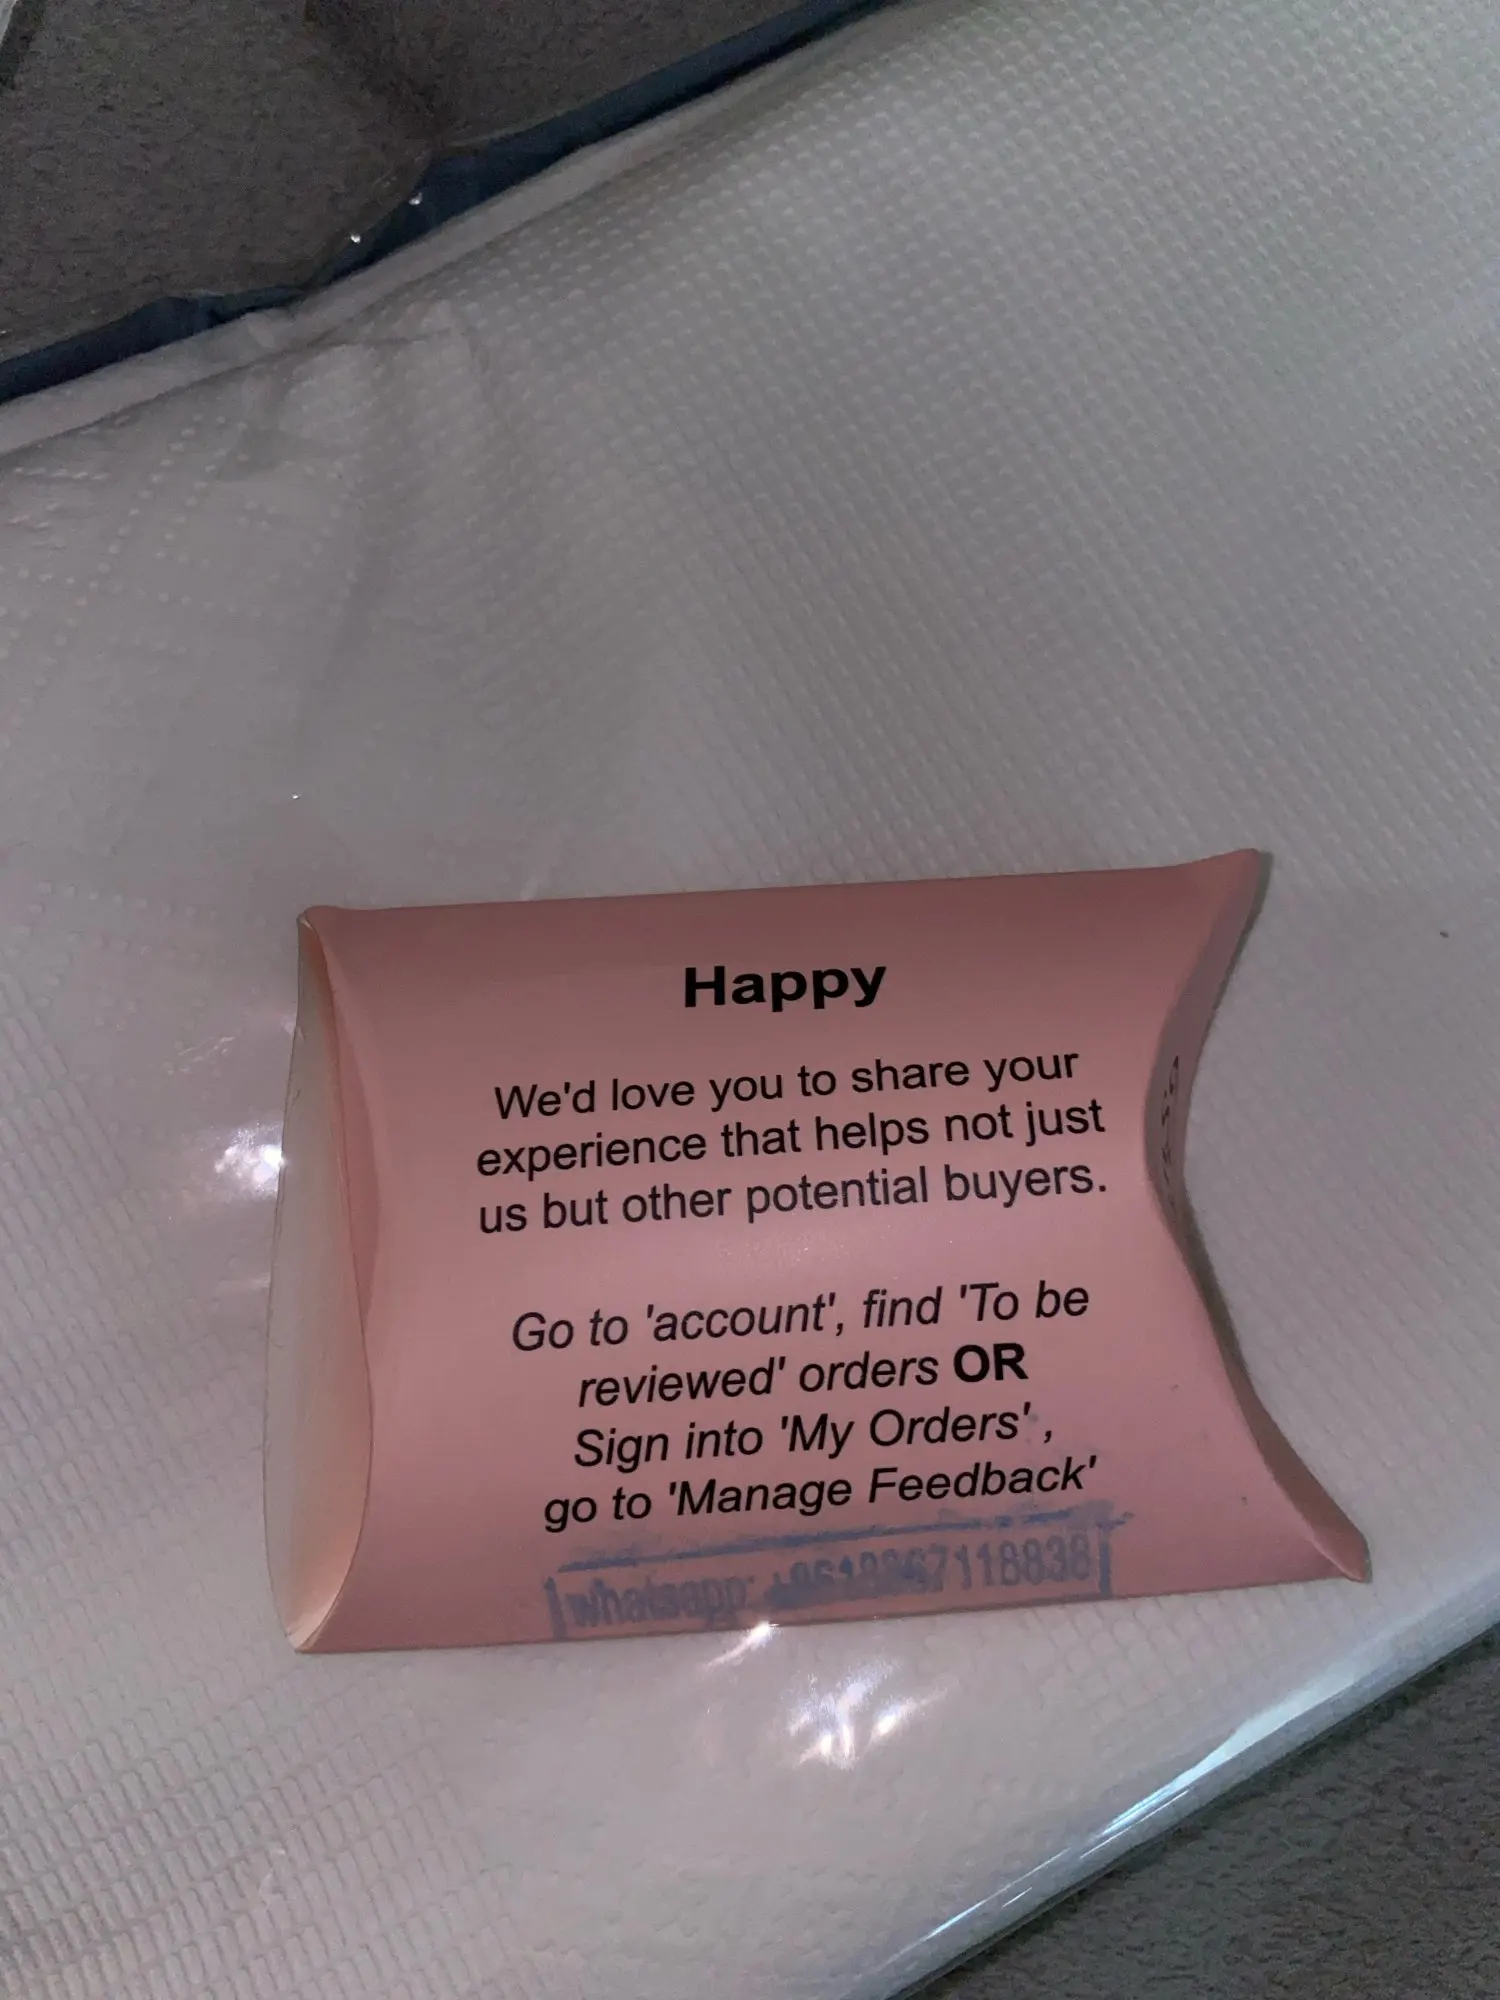 Happy
We'd love you to share your
experience that helps not just
us but other potential buyers.
Go to 'account', find 'To be
reviewed' orders OR
Sign into 'My Orders' ,
go to 'Manage Feedback'
whatsapp: